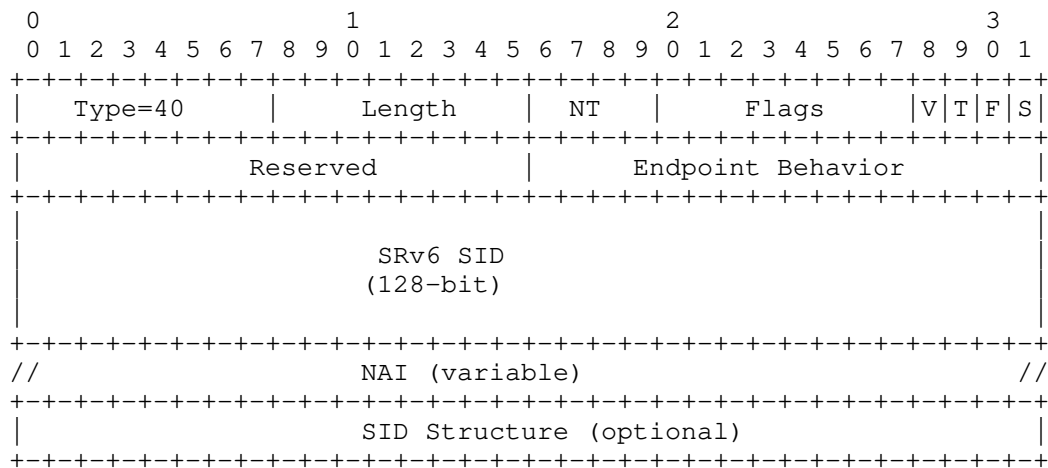 0                   1                   2                   3
 0 1 2 3 4 5 6 7 8 9 0 1 2 3 4 5 6 7 8 9 0 1 2 3 4 5 6 7 8 9 0 1
+-+-+-+-+-+-+-+-+-+-+-+-+-+-+-+-+-+-+-+-+-+-+-+-+-+-+-+-+-+-+-+-+
|   Type=40     |     Length    |  NT   |     Flags     |V|T|F|S|
+-+-+-+-+-+-+-+-+-+-+-+-+-+-+-+-+-+-+-+-+-+-+-+-+-+-+-+-+-+-+-+-+
|              Reserved         |      Endpoint Behavior        |
+-+-+-+-+-+-+-+-+-+-+-+-+-+-+-+-+-+-+-+-+-+-+-+-+-+-+-+-+-+-+-+-+
|                                                               |
|                      SRv6 SID                                 |
|                     (128-bit)                                 |
|                                                               |
+-+-+-+-+-+-+-+-+-+-+-+-+-+-+-+-+-+-+-+-+-+-+-+-+-+-+-+-+-+-+-+-+
//                    NAI (variable)                           //
+-+-+-+-+-+-+-+-+-+-+-+-+-+-+-+-+-+-+-+-+-+-+-+-+-+-+-+-+-+-+-+-+
|                     SID Structure (optional)                  |
+-+-+-+-+-+-+-+-+-+-+-+-+-+-+-+-+-+-+-+-+-+-+-+-+-+-+-+-+-+-+-+-+